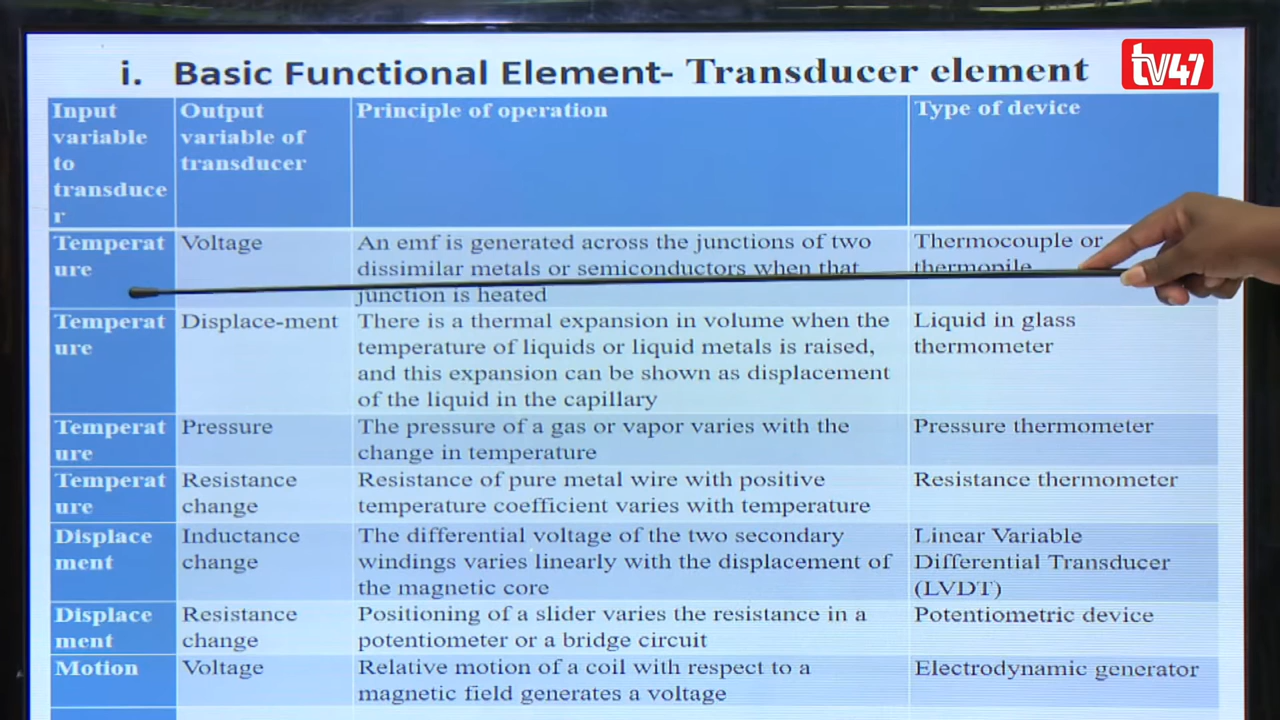 tv47
i. Basic Functional Element- Transducer element
Input
variable
to
transduce
r
Output
variable of
transducer
Principle of operation
Type of device
Temperat
ure
Voltage
An emf is generated across the junctions of two
dissimilar metals or semiconductors when that
junction is heated
Thermocouple or
thermopile
Temperat
ure
Displace-ment
There is a thermal expansion in volume when the
temperature of liquids or liquid metals is raised,
and this expansion can be shown as displacement
of the liquid in the capillary
Liquid in glass
thermometer
Temperat
ure
Pressure
The pressure of a gas or vapor varies with the
change in temperature
Pressure thermometer
Temperat
ure
Resistance
change
Resistance of pure metal wire with positive
temperature coefficient varies with temperature
Resistance thermometer
Displace
ment
Inductance
change
The differential voltage of the two secondary
windings varies linearly with the displacement of
the magnetic core
Linear Variable
Differential Transducer
(LVDT)
Displace
ment
Resistance
change
Positioning of a slider varies the resistance in a
potentiometer or a bridge circuit
Potentiometric device
Motion
Voltage
Relative motion of a coil with respect to a
magnetic field generates a voltage
Electrodynamic generator